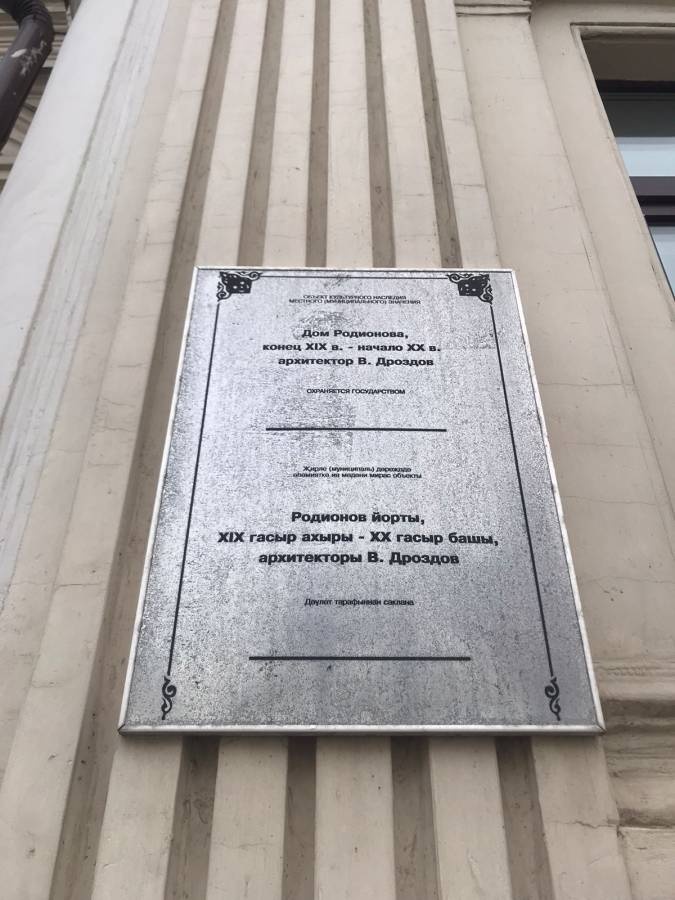 ОБЪЕКТ КУЛЬТУРНОГО НАСЛЕДИЯ
МЕСТНОГО (МУНИЦИПАЛЬНОГО) ЗНАЧЕНИЯ
Дом Родионова,
конец XIX в. - начало XX в.
архитектор В. Дроздов
ОХРАНЯЕТСЯ ГОСУДАРСТВОМ
Җирле (муниципаль) дәрәҗәдә
әһәмияткә ия мәдәни мирас объекты
Родионов йорты,
XIX гасыр ахыры - XX гасыр башы,
архитекторы В. Дроздов
Дәүләт тарафыннан саклана